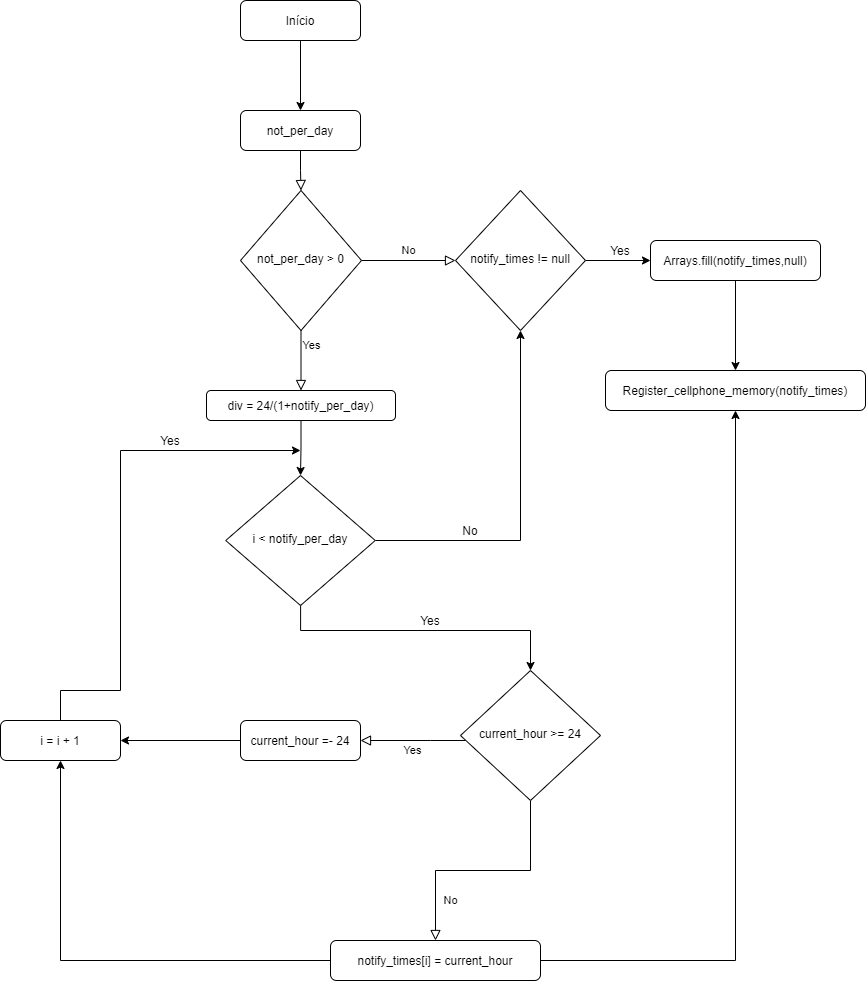 Início
not_per_day
not_per_day > 0
No
notify_times != null
Yes
Arrays.fill(notify_times,null)
Yes
Register_cellphone_memory(notify_times)
div = 24/(1+notify_per_day)
Yes
i < notify_per_day
No
Yes
current_hour >= 24
Yes
current_hour =- 24
i = i + 1
No
notify_times[i] = current_hour